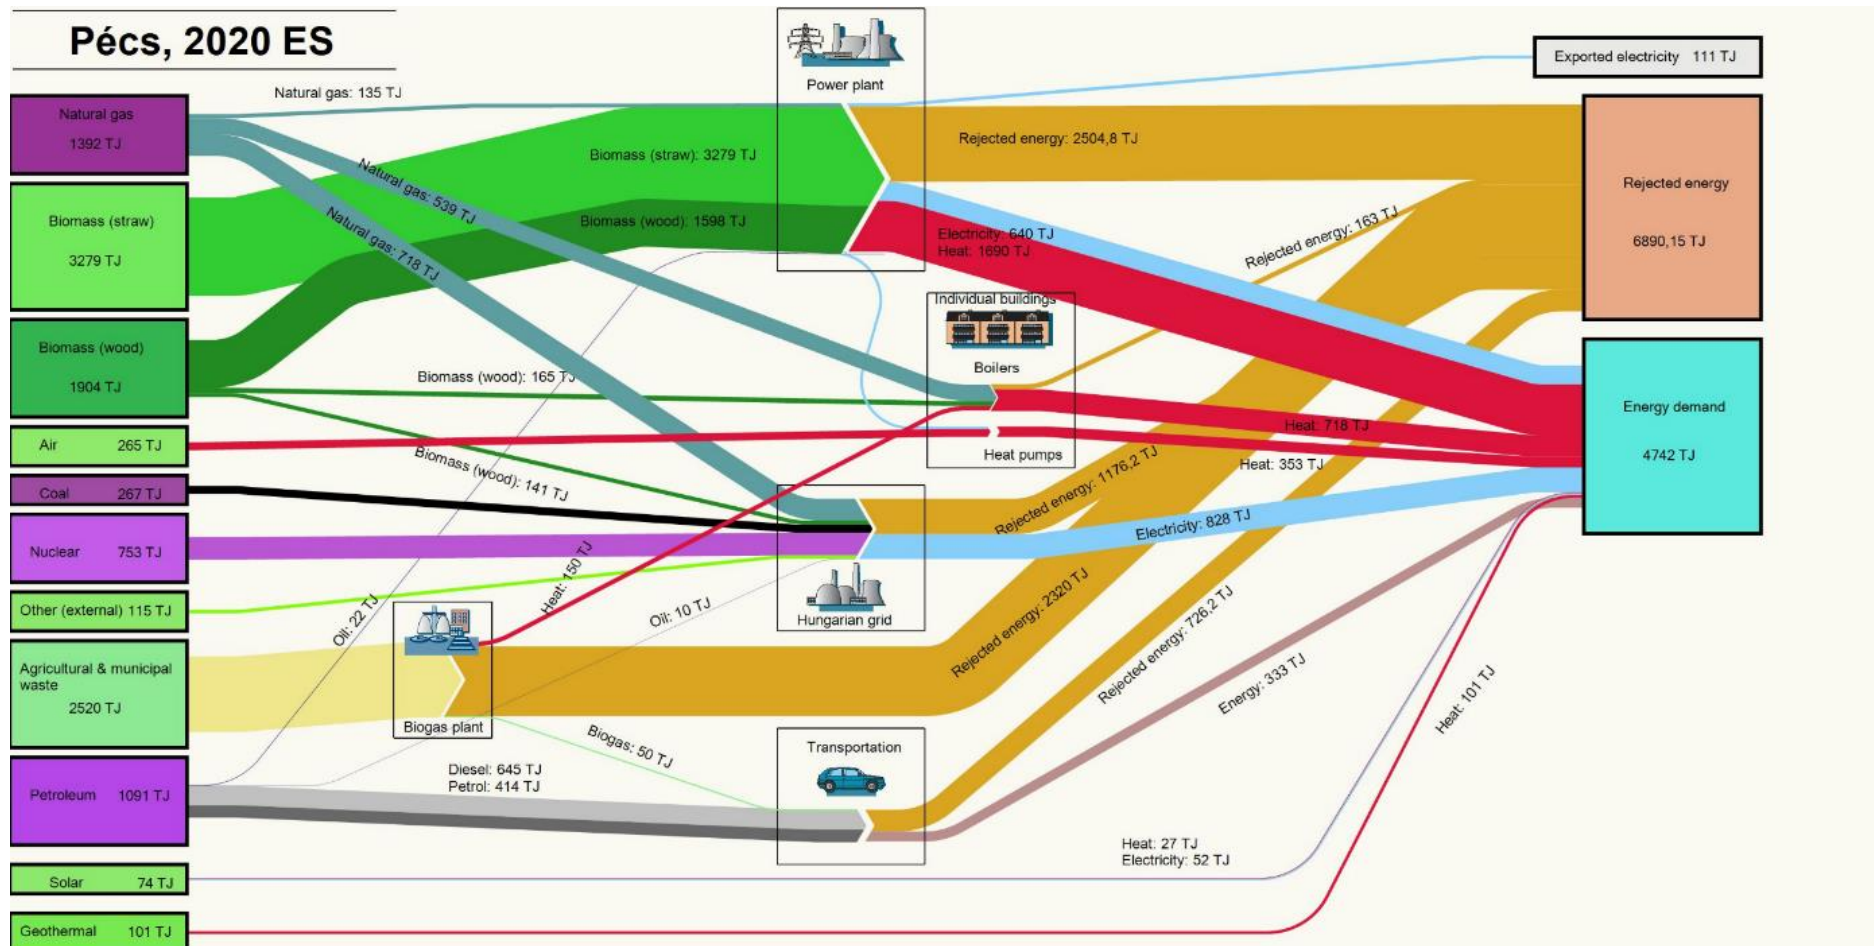 Pécs, 2020 ES
Natural gas
1392 TJ
Biomass (straw)
3279 TJ
Biomass (wood)
1904 TJ
Air 265 TJ
Coal 267 TJ
Nuclear 753 TJ
Other (external) 115 TJ
Agricultural & municipal
waste
2520 TJ
Petroleum 1091 TJ
Solar 74 TJ
Geothermal 101 TJ
Natural gas: 135 TJ
Natural gas: 539 TJ
Natural gas: 718 TJ
Biomass (straw): 3279 TJ
Biomass (wood): 1598 TJ
Biomass (wood): 165 TJ
Biomass (wood): 141 TJ
Oil: 22 TJ
Heat: 150 TJ
Oil: 10 TJ
Biogas plant
Biogas: 50 TJ
Diesel: 645 TJ
Petrol: 414 TJ
Power plant
Individual buildings
Boilers
Heat pumps
Hungarian grid
Transportation
Rejected energy: 2504,8 TJ
Electricity: 640 TJ
Heat: 1690 TJ
Rejected energy: 163 TJ
Heat: 718 TJ
Heat: 353 TJ
Rejected energy: 1176,2 TJ
Electricity: 828 TJ
Rejected energy: 2320 TJ
Rejected energy: 726,2 TJ
Energy: 333 TJ
Heat: 101 TJ
Heat: 27 TJ
Electricity: 52 TJ
Exported electricity 111 TJ
Rejected energy
6890,15 TJ
Energy demand
4742 TJ